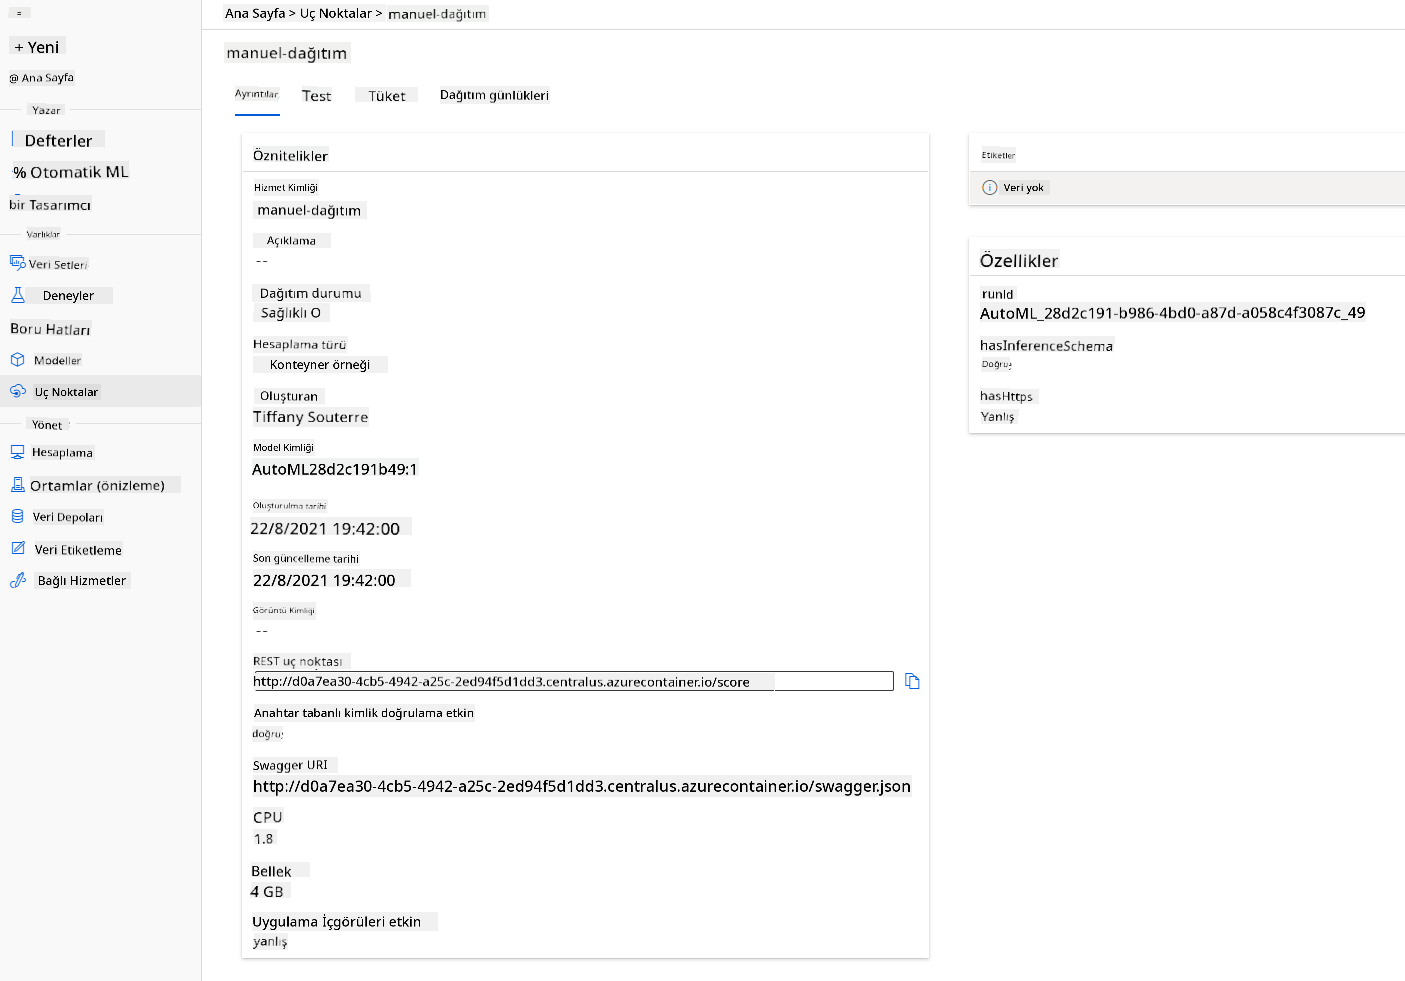 + Yeni
@ Ana Sayfa
Yazar
Defterler
% Otomatik ML
bir Tasarımcı
Varlıklar
Veri Setleri
Deneyler
Boru Hatları
Modeller
Uç Noktalar
Yönet
Hesaplama
Ortamlar (önizleme)
Veri Depoları
Veri Etiketleme
Bağlı Hizmetler
Ana Sayfa > Uç Noktalar > manuel-dağıtım
manuel-dağıtım
Ayrıntılar Test Tüket Dağıtım günlükleri
Öznitelikler
Hizmet Kimliği
manuel-dağıtım
Açıklama
--
Dağıtım durumu
Sağlıklı O
Hesaplama türü
Konteyner örneği
Oluşturan
Tiffany Souterre
Model Kimliği
AutoML28d2c191b49:1
Oluşturulma tarihi
22/8/2021 19:42:00
Son güncelleme tarihi
22/8/2021 19:42:00
Görüntü Kimliği
--
REST uç noktası
http://d0a7ea30-4cb5-4942-a25c-2ed94f5d1dd3.centralus.azurecontainer.io/score
Anahtar tabanlı kimlik doğrulama etkin
doğru;
Swagger URI
http://d0a7ea30-4cb5-4942-a25c-2ed94f5d1dd3.centralus.azurecontainer.io/swagger.json
CPU
1.8
Bellek
4 GB
Uygulama İçgörüleri etkin
yanlış
Etiketler
Veri yok
Özellikler
runId
AutoML_28d2c191-b986-4bd0-a87d-a058c4f3087c_49
hasInferenceSchema
Doğru;
hasHttps
Yanlış